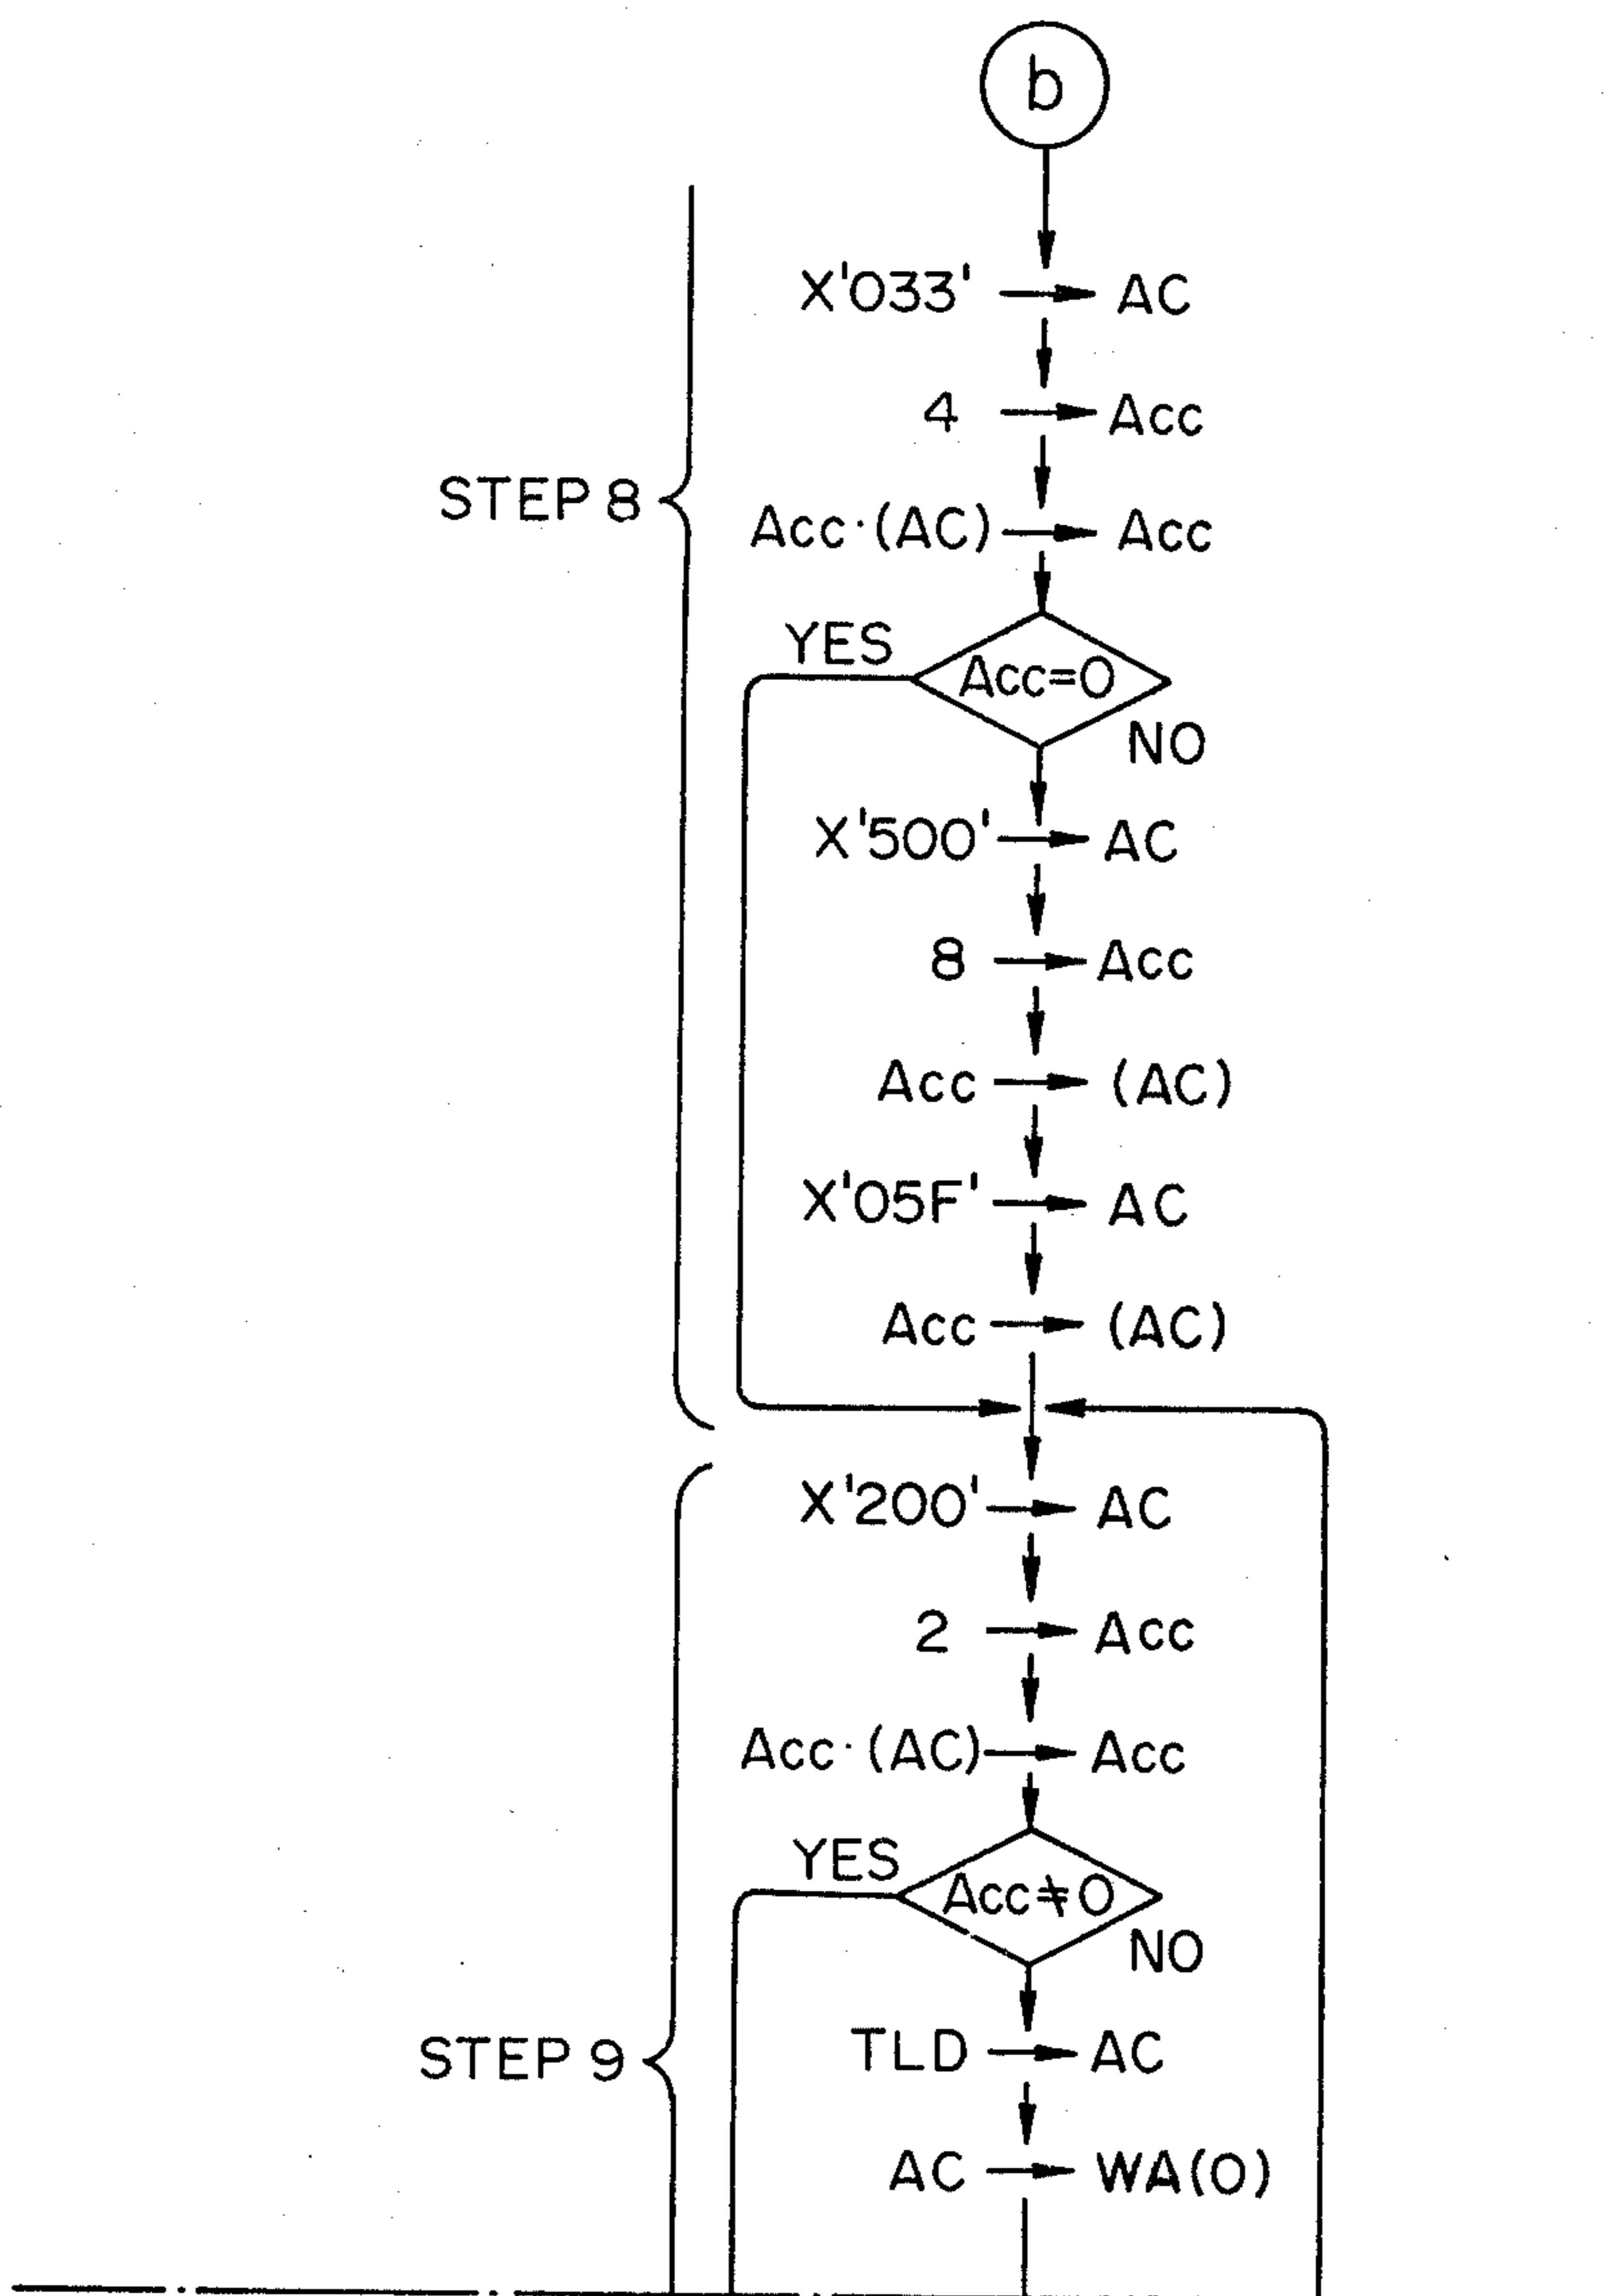 b
X'033' → AC
4 → Acc
STEP 8
Acc·(AC) → Acc
YES
Acc=0
NO
X'500' → AC
8 → Acc
Acc → (AC)
X'05F' → AC
Acc → (AC)
X'200' → AC
2 → Acc
Acc·(AC) → Acc
YES
Acc≠0
NO
STEP 9
TLD → AC
AC → WA(0)